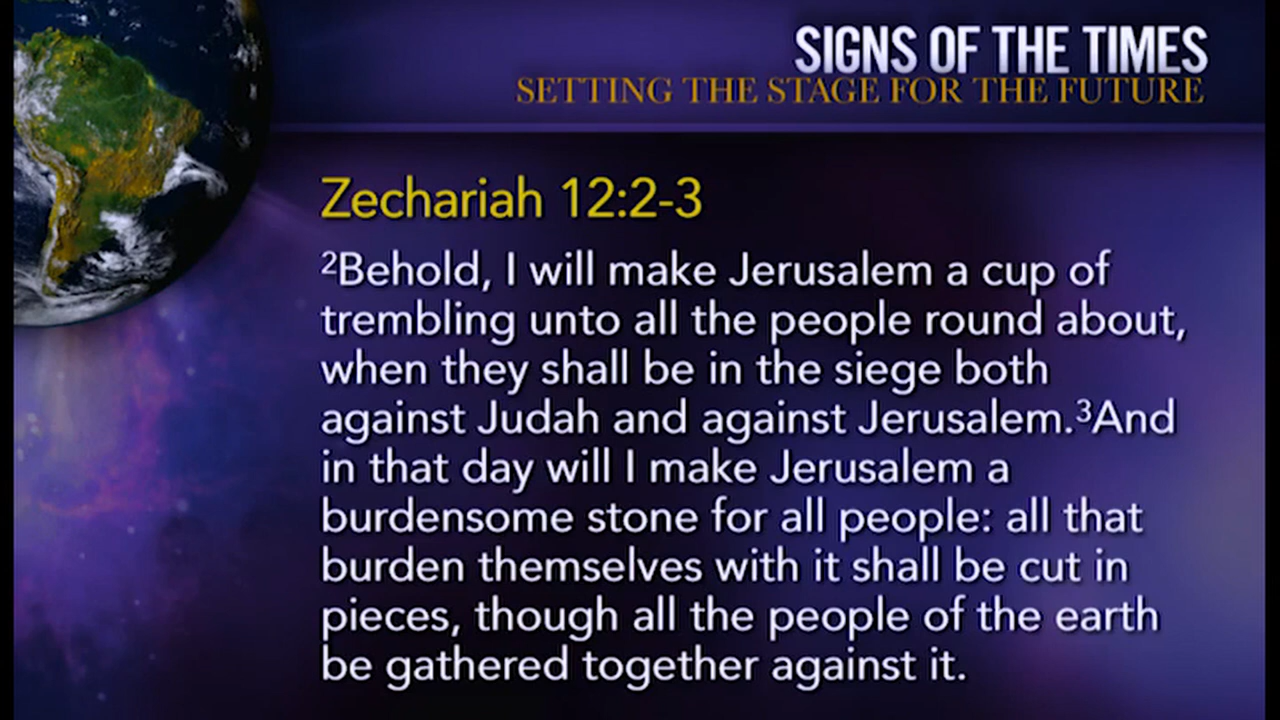 SIGNS OF THE TIMES
SETTING THE STAGE FOR THE FUTURE
Zechariah 12:2-3
²Behold, I will make Jerusalem a cup of
trembling unto all the people round about,
when they shall be in the siege both
against Judah and against Jerusalem.³And
in that day will I make Jerusalem a
burdensome stone for all people: all that
burden themselves with it shall be cut in
pieces, though all the people of the earth
be gathered together against it.